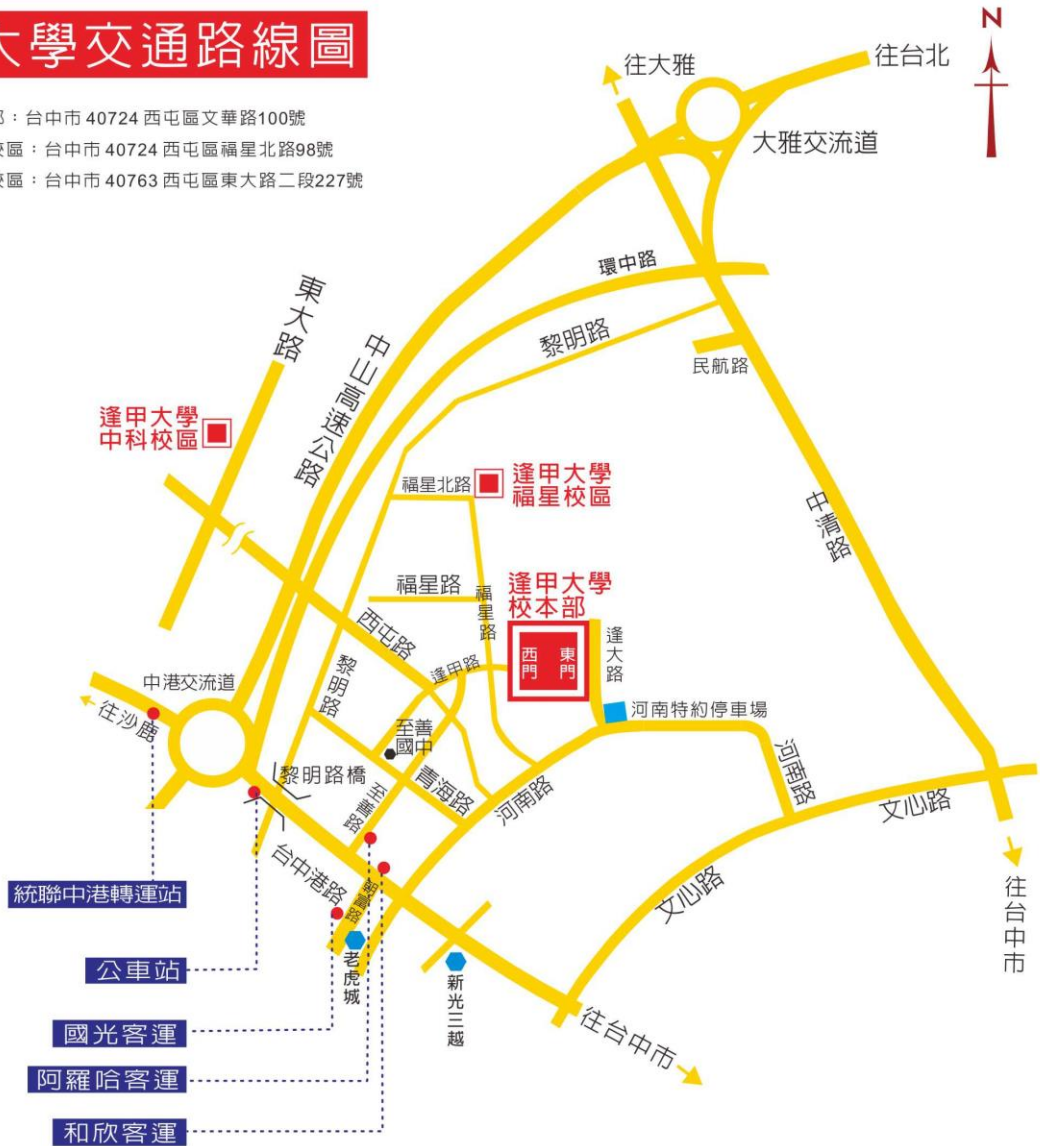 大學交通路線圖
部：台中市 40724 西屯區文華路100號
校區：台中市 40724 西屯區福星北路98號
校區：台中市 40763 西屯區東大路二段227號
N
往大雅
往台北
大雅交流道
環中路
東大路
中山高速公路
黎明路
民航路
逢甲大學
中科校區
福星北路
逢甲大學
福星校區
中清路
福星路
福星路
逢甲大學
校本部
西屯路
西門
東門
逢大路
黎明路
逢甲路
中港交流道
往沙鹿
河南特約停車場
至善
國中
黎明路橋
青海路
至善路
河南路
河南路
文心路
台中港路
朝富路
文心路
統聯中港轉運站
往台中市
公車站
老虎城
新光三越
國光客運
往台中市
阿羅哈客運
和欣客運